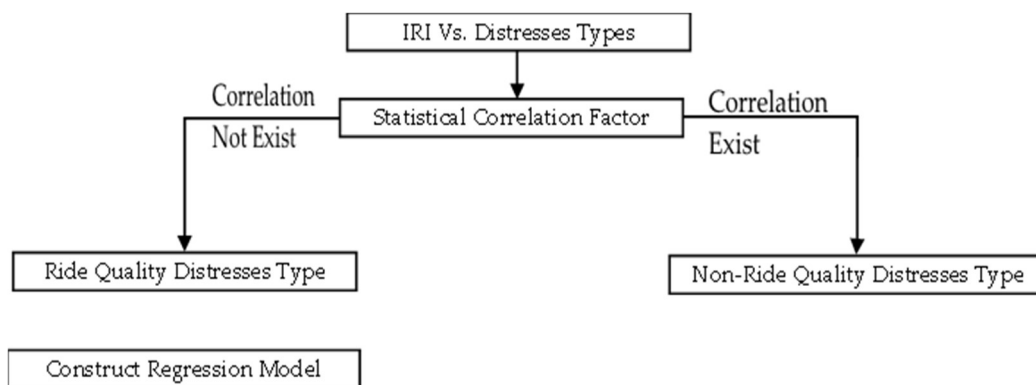 IRI Vs. Distresses Types
Correlation
Not Exist
Statistical Correlation Factor
Correlation
Exist
Ride Quality Distresses Type
Non-Ride Quality Distresses Type
Construct Regression Model